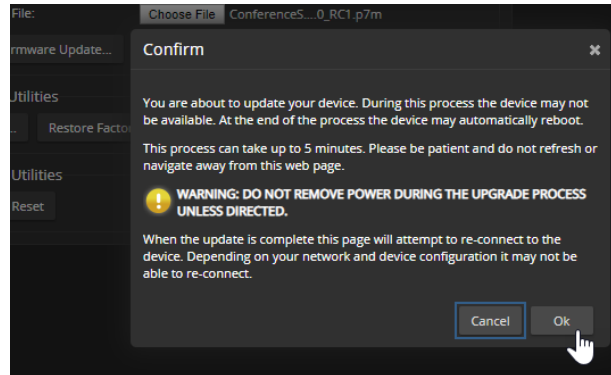 File:
Choose File ConferenceS....0_RC1.p7m
rmware Update...
Confirm
Utilities
Restore Facto
Utilities
Reset
You are about to update your device. During this process the device may not
be available. At the end of the process the device may automatically reboot.
This process can take up to 5 minutes. Please be patient and do not refresh or
navigate away from this web page.
WARNING: DO NOT REMOVE POWER DURING THE UPGRADE PROCESS
UNLESS DIRECTED.
When the update is complete this page will attempt to re-connect to the
device. Depending on your network and device configuration it may not be
able to re-connect.
Cancel
Ok